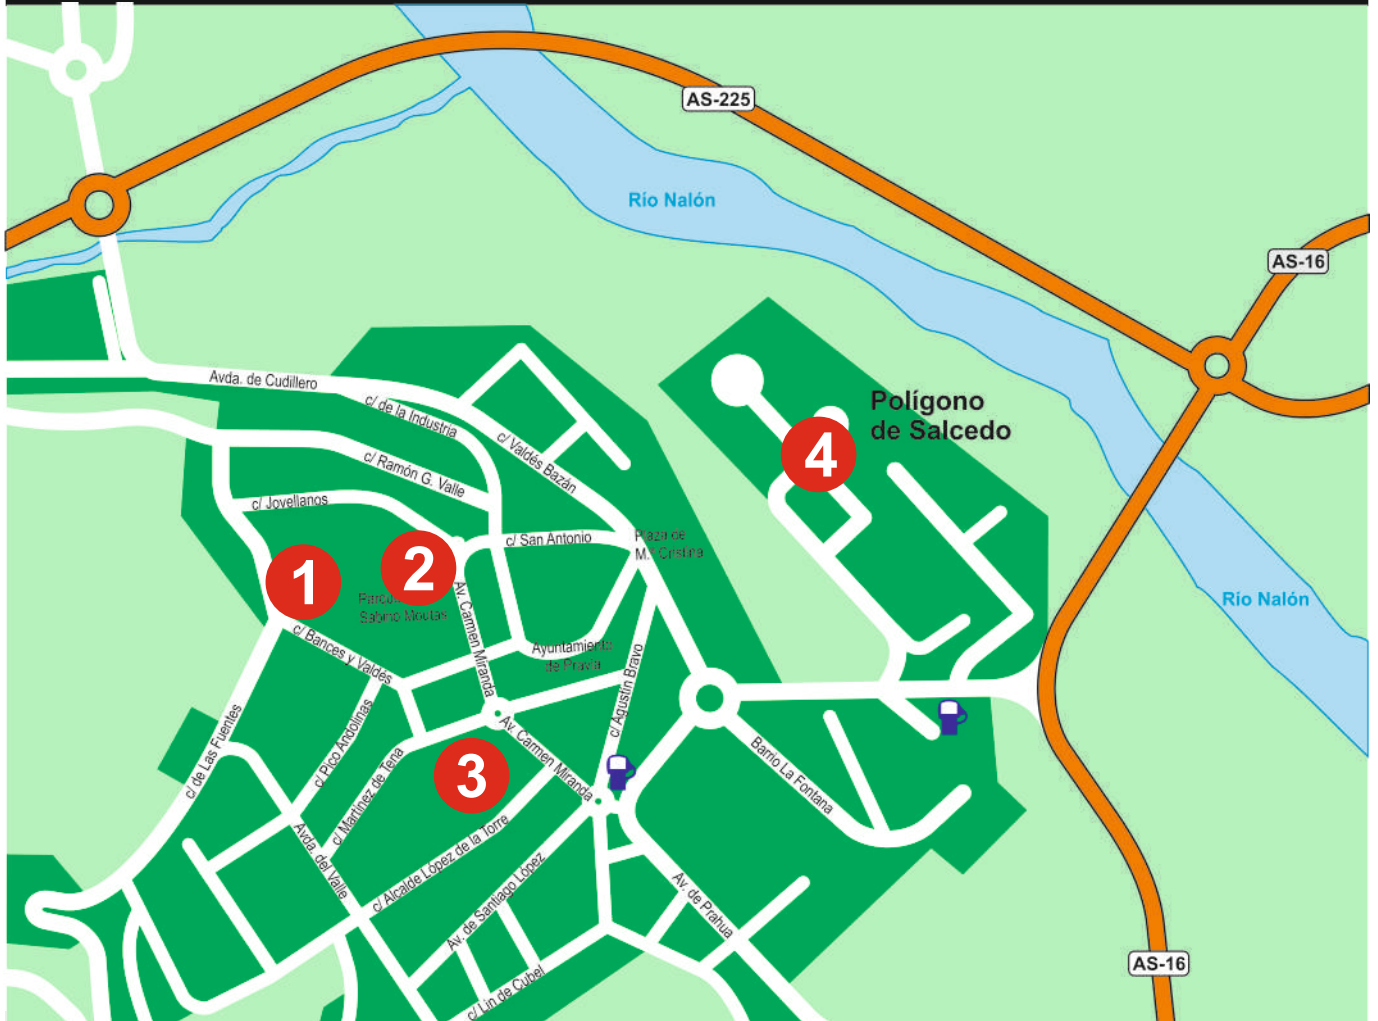 AS-225
Río Nalón
AS-16
Avda. de Cudillero
c/ de la Industria
Polígono
de Salcedo
c/ Valdés Bazán
c/ Ramón G. Valle
4
c/ Jovellanos
c/ San Antonio
Plaza de
M.ª Cristina
1
2
Sabino Moutas
Av. Carmen Miranda
Río Nalón
c/ Bances y Valdés
Ayuntamiento
de Pravia
c/ Agustín Bravo
c/ de Las Fuentes
c/ Pico Andolinas
c/ Martínez de Tena
3
Av. Carmen Miranda
Barrio La Fontana
Avda. del Valle
c/ Alcalde López de la Torre
Av. de Santiago López
Av. de Prahua
c/ Lin de Cubel
AS-16